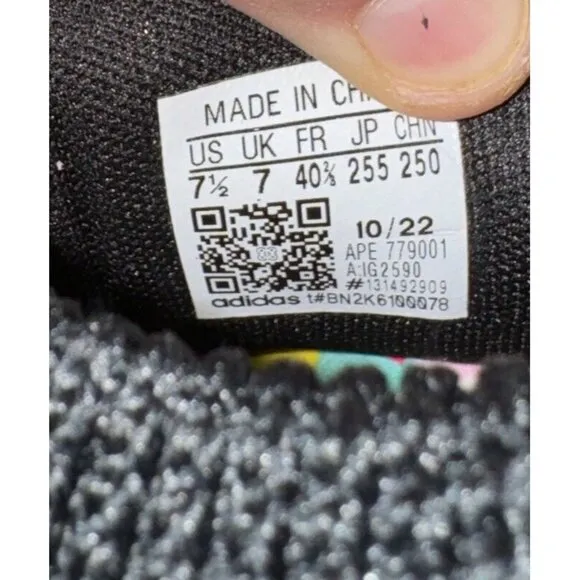 MADE IN CH
US UK FR JP CHN
7½ 7 40⅔ 255 250
10/22
APE 779001
A:IG2590
#131492909
adidas t#BN2K6100078